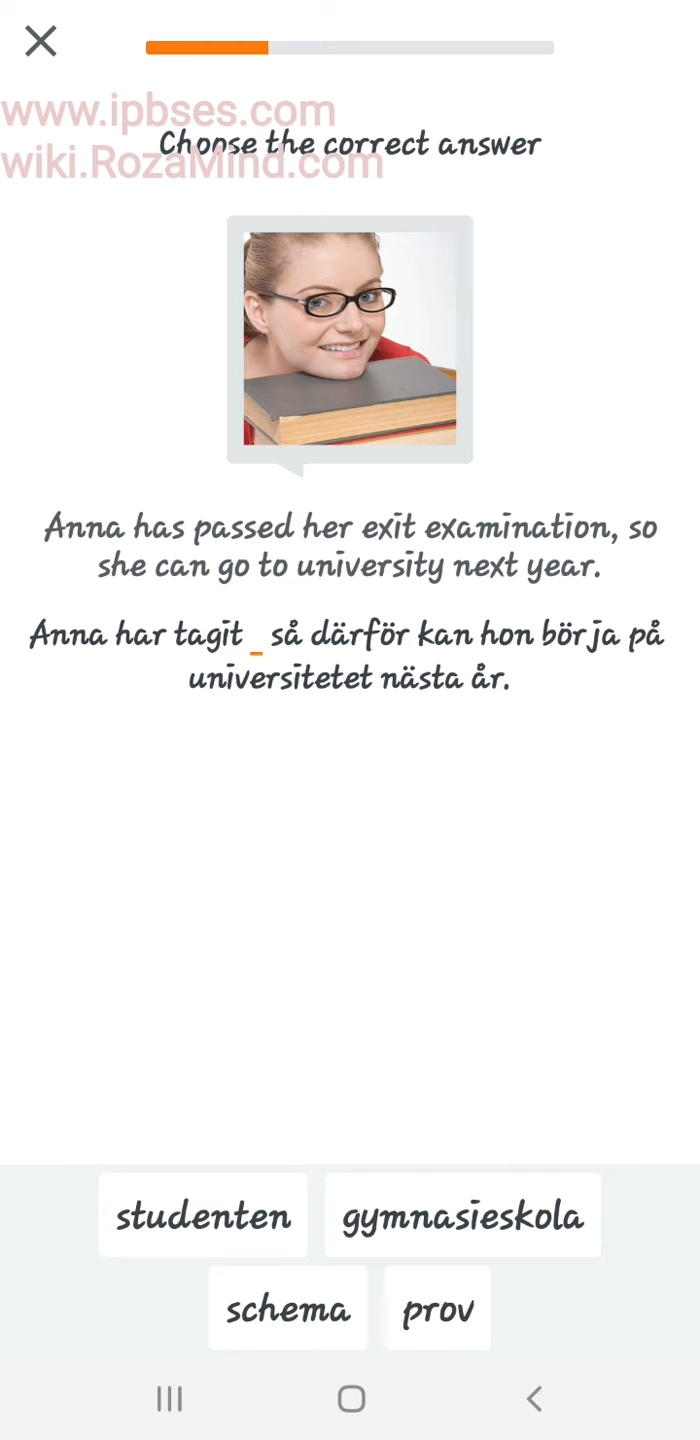 www.ipbses.com
Choose the correct answer
wiki.RozaMind.com
Anna has passed her exit examination, so
she can go to university next year.
Anna har tagit _ så därför kan hon börja på
universitetet nästa år.
studenten gymnasieskola
schema prov